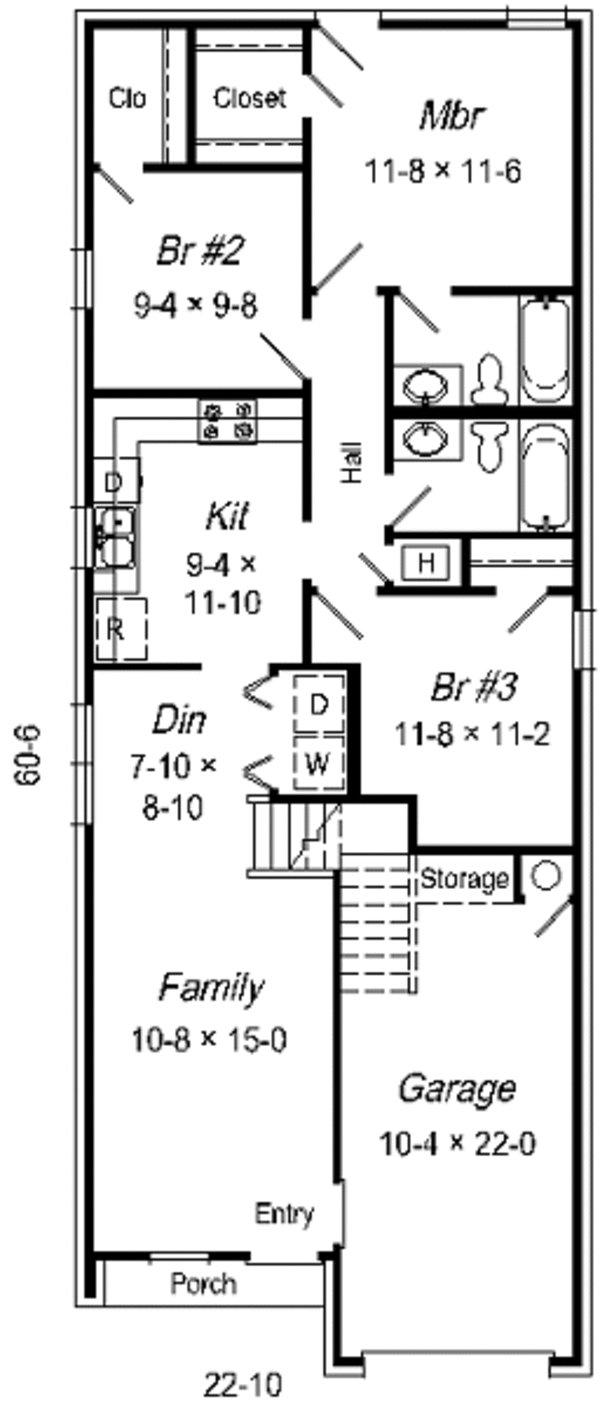 Clo
Closet
Mbr
11-8 × 11-6
Br #2
9-4 × 9-8
Hall
D
Kit
9-4 ×
11-10
H
R
Br #3
11-8 × 11-2
D
W
Din
7-10 ×
8-10
60-6
Storage
Family
10-8 × 15-0
Garage
10-4 × 22-0
Entry
Porch
22-10